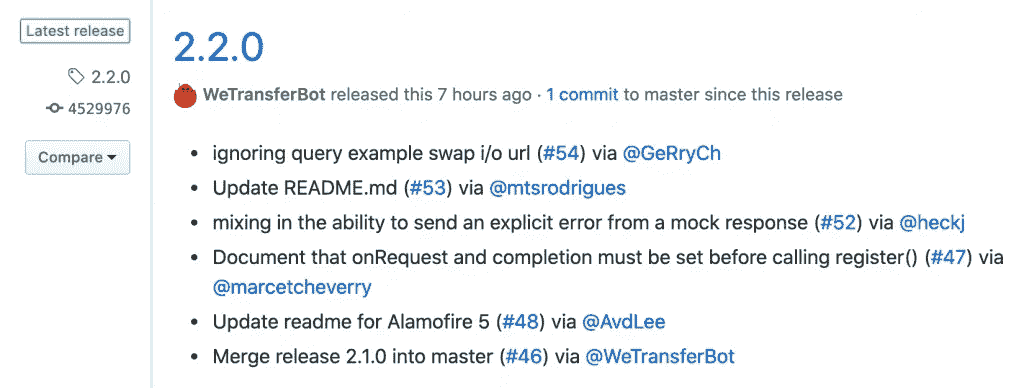 Latest release
2.2.0
4529976
Compare
2.2.0
WeTransferBot released this 7 hours ago · 1 commit to master since this release
• ignoring query example swap i/o url (#54) via @GeRryCh
• Update README.md (#53) via @mtsrodrigues
• mixing in the ability to send an explicit error from a mock response (#52) via @heckj
• Document that onRequest and completion must be set before calling register() (#47) via
@marcetcheverry
• Update readme for Alamofire 5 (#48) via @AvdLee
• Merge release 2.1.0 into master (#46) via @WeTransferBot